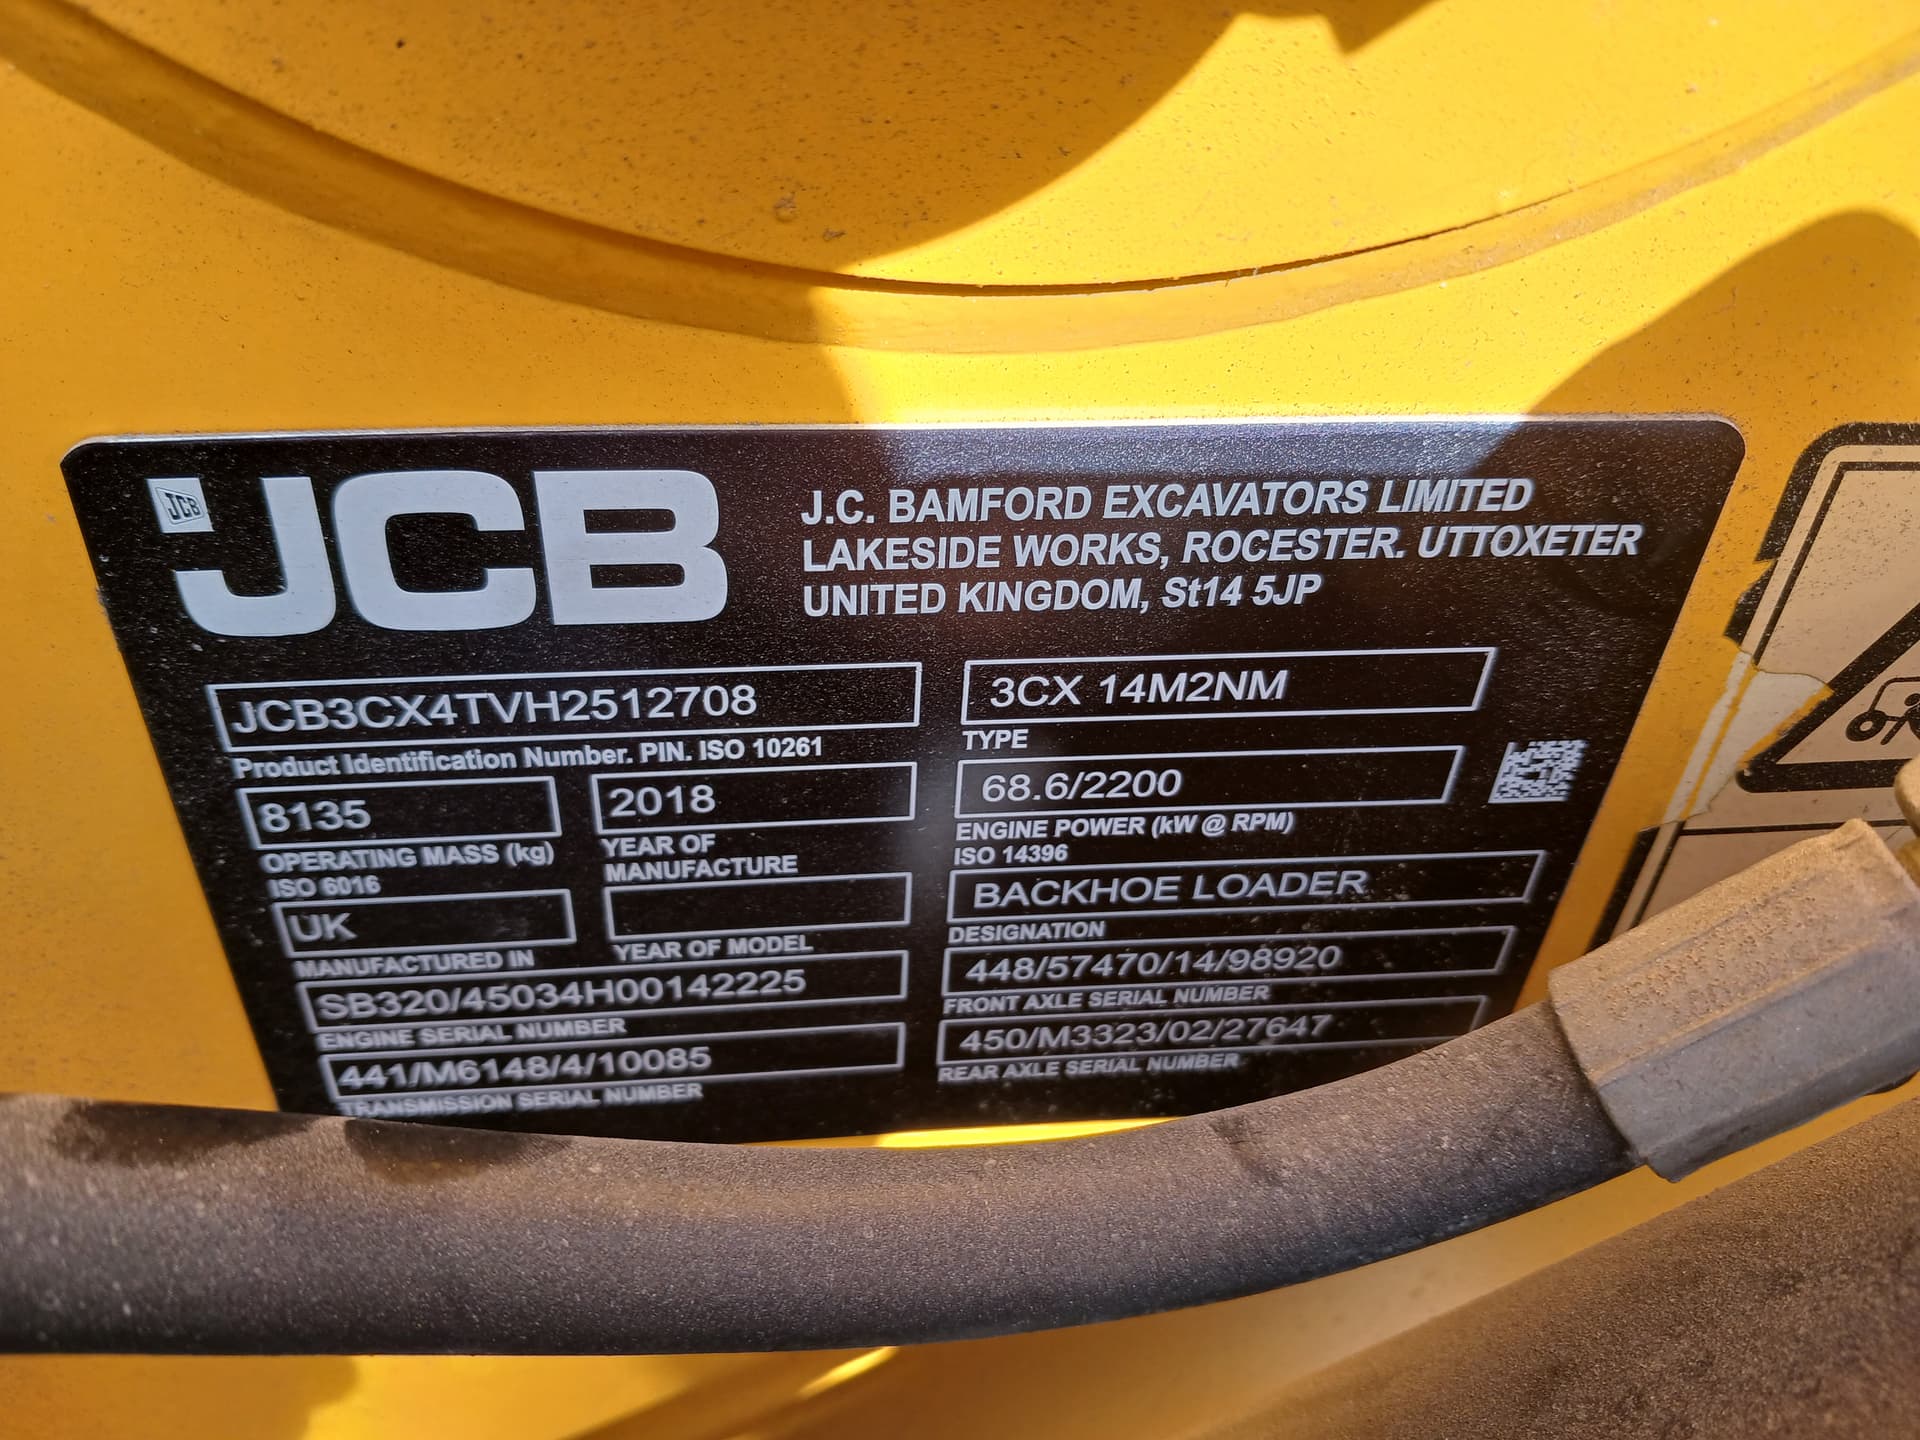 JCB
JCB
J.C. BAMFORD EXCAVATORS LIMITED
LAKESIDE WORKS, ROCESTER. UTTOXETER
UNITED KINGDOM, St14 5JP
JCB3CX4TVH2512708
Product Identification Number. PIN. ISO 10261
3CX 14M2NM
TYPE
8135
OPERATING MASS (kg)
ISO 6016
2018
YEAR OF
MANUFACTURE
68.6/2200
ENGINE POWER (kW @ RPM)
ISO 14396
UK
MANUFACTURED IN
YEAR OF MODEL
BACKHOE LOADER
DESIGNATION
SB320/45034H00142225
ENGINE SERIAL NUMBER
448/57470/14/98920
FRONT AXLE SERIAL NUMBER
441/M6148/4/10085
TRANSMISSION SERIAL NUMBER
450/M3323/02/27647
REAR AXLE SERIAL NUMBER